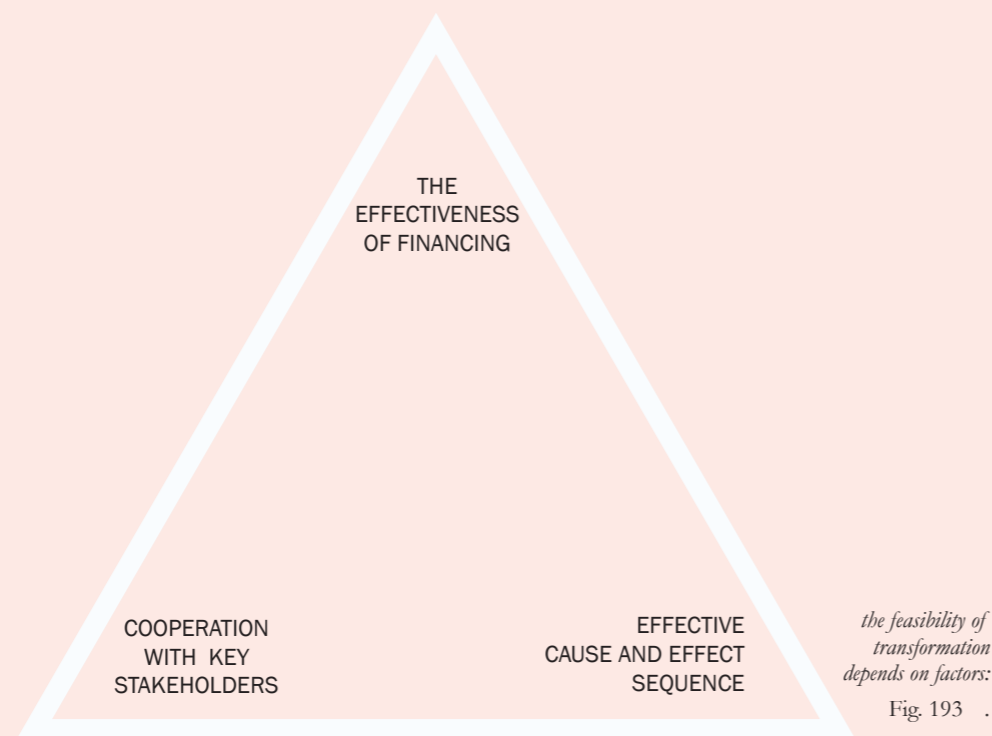 THE
EFFECTIVENESS
OF FINANCING
COOPERATION
WITH KEY
STAKEHOLDERS
EFFECTIVE
CAUSE AND EFFECT
SEQUENCE
the feasibility of
transformation
depends on factors:
Fig. 193 .